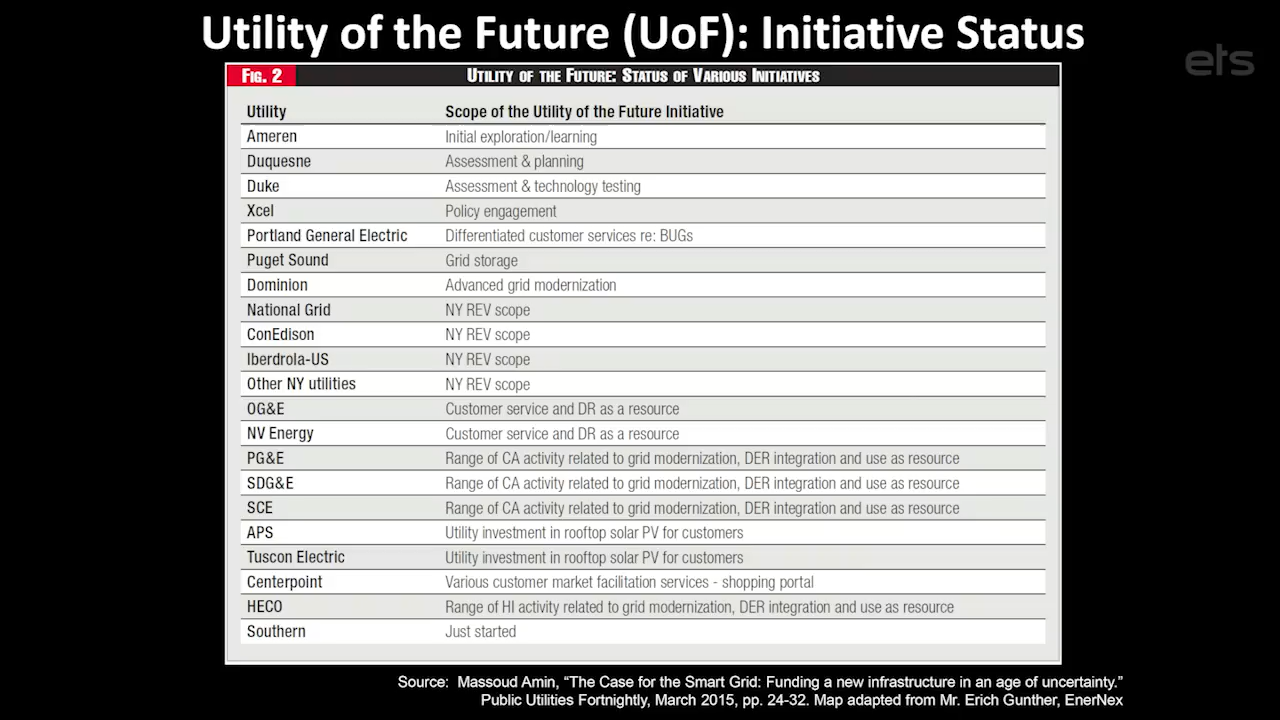 Utility of the Future (UoF): Initiative Status
ets
FIG. 2 UTILITY OF THE FUTURE: STATUS OF VARIOUS INITIATIVES
Utility Scope of the Utility of the Future Initiative
Ameren Initial exploration/learning
Duquesne Assessment & planning
Duke Assessment & technology testing
Xcel Policy engagement
Portland General Electric Differentiated customer services re: BUGs
Puget Sound Grid storage
Dominion Advanced grid modernization
National Grid NY REV scope
ConEdison NY REV scope
Iberdrola-US NY REV scope
Other NY utilities NY REV scope
OG&E Customer service and DR as a resource
NV Energy Customer service and DR as a resource
PG&E Range of CA activity related to grid modernization, DER integration and use as resource
SDG&E Range of CA activity related to grid modernization, DER integration and use as resource
SCE Range of CA activity related to grid modernization, DER integration and use as resource
APS Utility investment in rooftop solar PV for customers
Tuscon Electric Utility investment in rooftop solar PV for customers
Centerpoint Various customer market facilitation services - shopping portal
HECO Range of HI activity related to grid modernization, DER integration and use as resource
Southern Just started
Source: Massoud Amin, “The Case for the Smart Grid: Funding a new infrastructure in an age of uncertainty.”
Public Utilities Fortnightly, March 2015, pp. 24-32. Map adapted from Mr. Erich Gunther, EnerNex